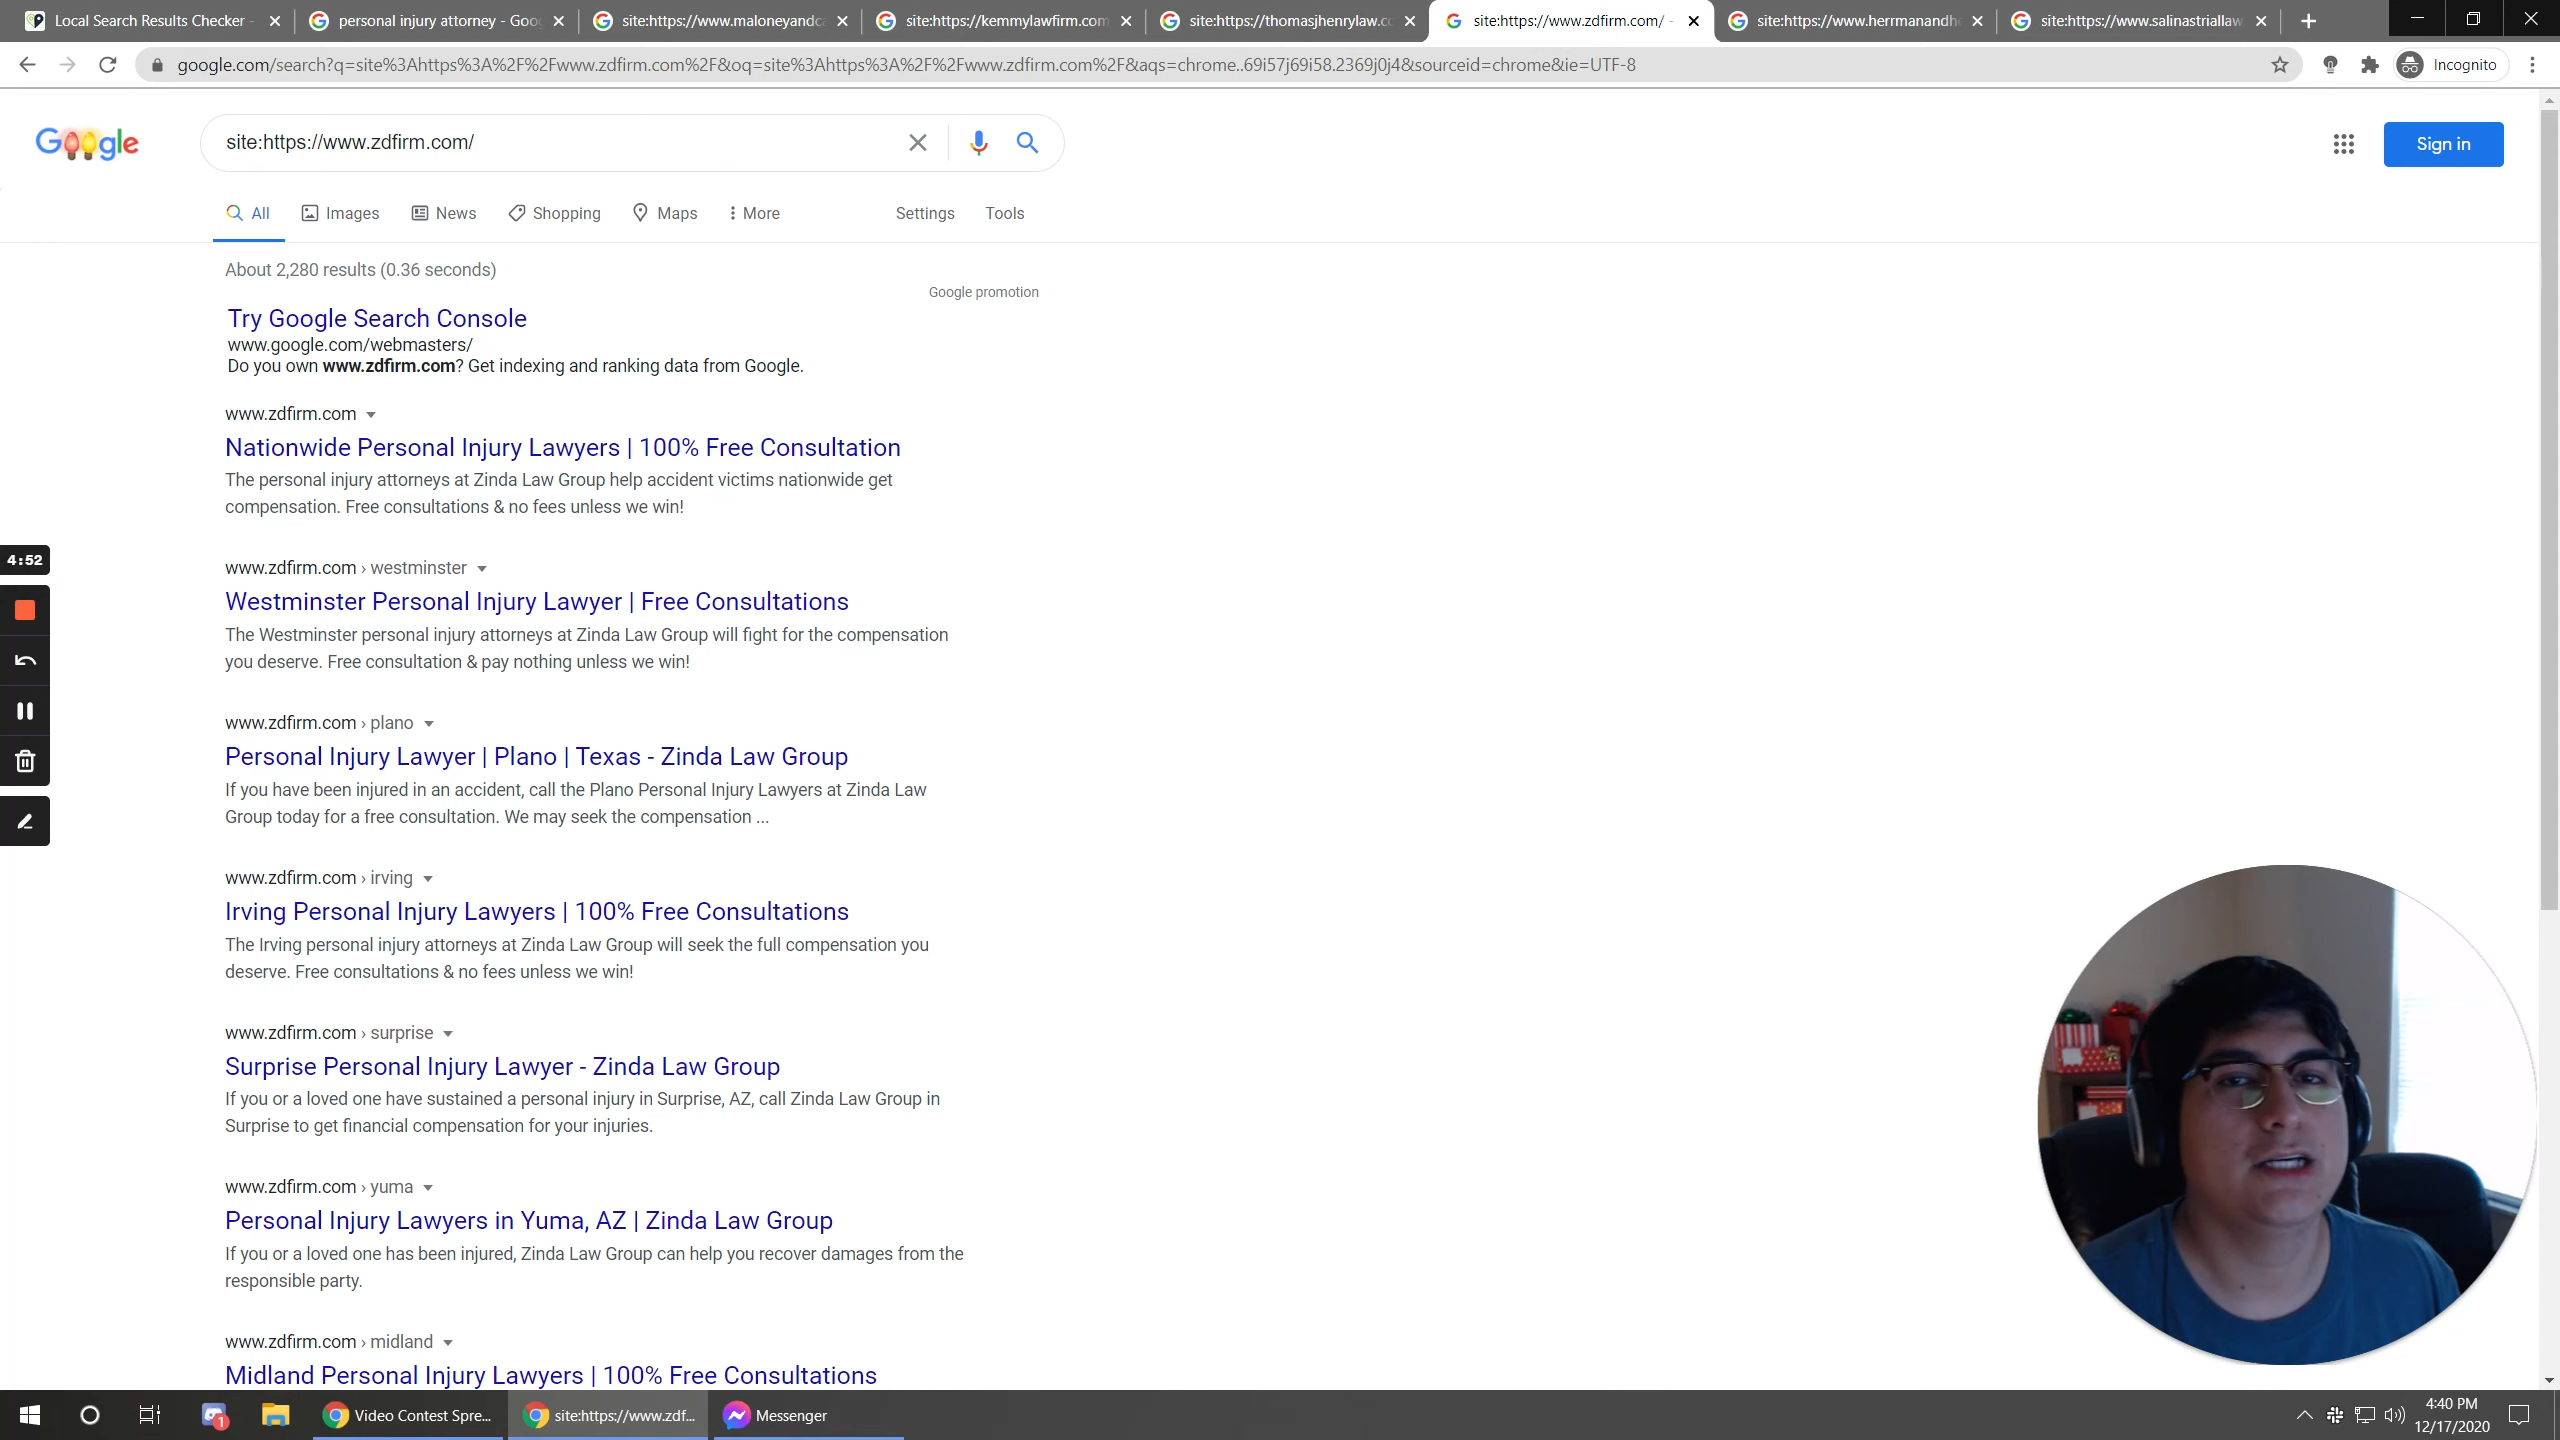 Local Search Results Checker -
personal injury attorney - Goo
site:https://www.maloneyandc
site:https://kemmylawfirm.com
site:https://thomasjhenrylaw.c
site:https://www.zdfirm.com/ -
site:https://www.herrmanandh
site:https://www.salinastriallaw
google.com/search?q=site%3Ahttps%3A%2F%2Fwww.zdfirm.com%2F&oq=site%3Ahttps%3A%2F%2Fwww.zdfirm.com%2F&aqs=chrome..69i57j69i58.2369j0j4&sourceid=chrome&ie=UTF-8
Incognito
Google
site:https://www.zdfirm.com/
Sign in
All
Images
News
Shopping
Maps
More
Settings
Tools
About 2,280 results (0.36 seconds)
Google promotion
Try Google Search Console
www.google.com/webmasters/
Do you own www.zdfirm.com? Get indexing and ranking data from Google.
www.zdfirm.com
Nationwide Personal Injury Lawyers | 100% Free Consultation
The personal injury attorneys at Zinda Law Group help accident victims nationwide get
compensation. Free consultations & no fees unless we win!
4:52
www.zdfirm.com › westminster
Westminster Personal Injury Lawyer | Free Consultations
The Westminster personal injury attorneys at Zinda Law Group will fight for the compensation
you deserve. Free consultation & pay nothing unless we win!
www.zdfirm.com › plano
Personal Injury Lawyer | Plano | Texas - Zinda Law Group
If you have been injured in an accident, call the Plano Personal Injury Lawyers at Zinda Law
Group today for a free consultation. We may seek the compensation ...
www.zdfirm.com › irving
Irving Personal Injury Lawyers | 100% Free Consultations
The Irving personal injury attorneys at Zinda Law Group will seek the full compensation you
deserve. Free consultations & no fees unless we win!
www.zdfirm.com › surprise
Surprise Personal Injury Lawyer - Zinda Law Group
If you or a loved one have sustained a personal injury in Surprise, AZ, call Zinda Law Group in
Surprise to get financial compensation for your injuries.
www.zdfirm.com › yuma
Personal Injury Lawyers in Yuma, AZ | Zinda Law Group
If you or a loved one has been injured, Zinda Law Group can help you recover damages from the
responsible party.
www.zdfirm.com › midland
Midland Personal Injury Lawyers | 100% Free Consultations
1
Video Contest Spre...
site:https://www.zdf...
Messenger
4:40 PM
12/17/2020